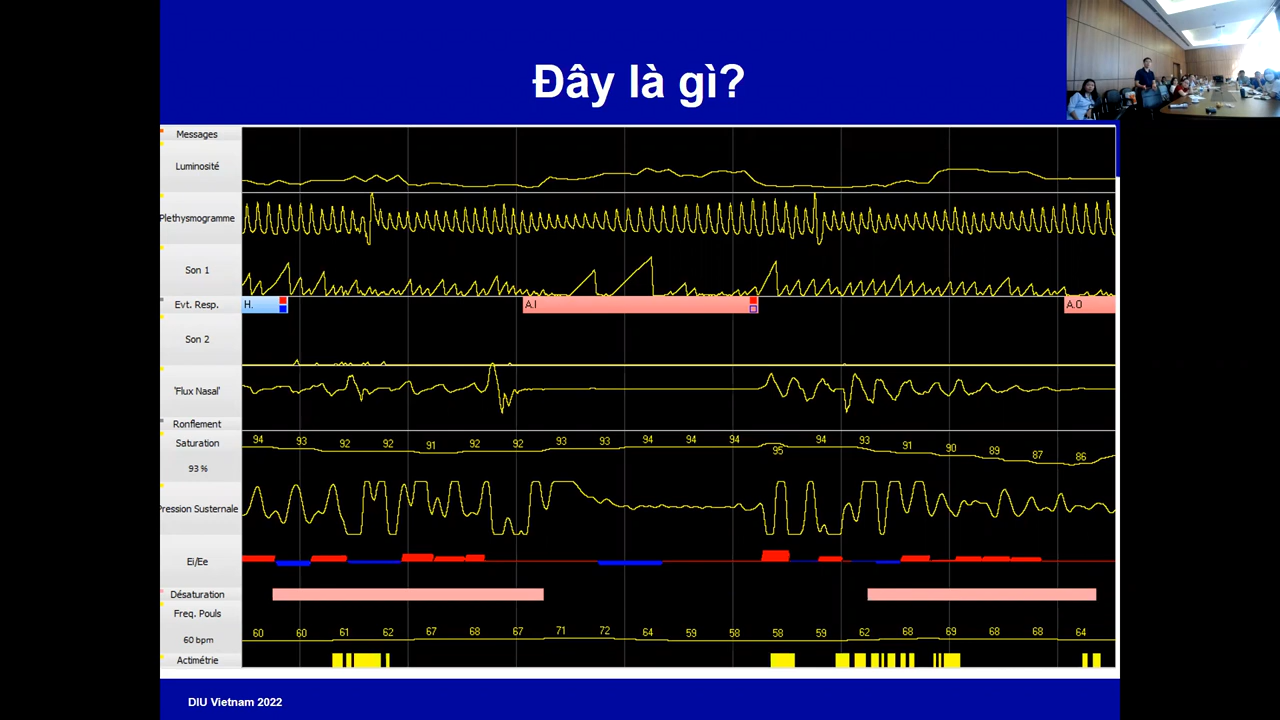 Đây là gì?
Messages
Luminosité
Plethysmogramme
Son 1
Evt. Resp.
H.
A.I
A.O
Son 2
'Flux Nasal'
Ronflement
Saturation
94 93 92 92 91 92 92 93 93 94 94 94 95 94 93 91 90 89 87 86
93 %
Pression Susternale
Ei/Ee
Désaturation
Freq. Pouls
60 60 61 62 67 68 67 71 72 64 59 58 58 59 62 68 69 68 68 64
60 bpm
Actimétrie
DIU Vietnam 2022